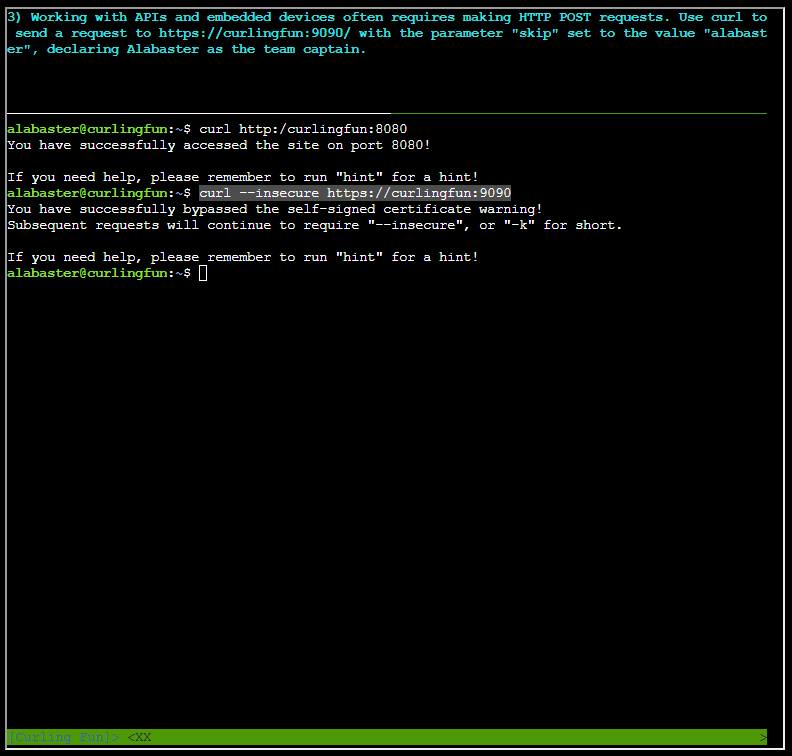 3) Working with APIs and embedded devices often requires making HTTP POST requests. Use curl to
 send a request to https://curlingfun:9090/ with the parameter "skip" set to the value "alabast
er", declaring Alabaster as the team captain.
alabaster@curlingfun:~$ curl http:/curlingfun:8080
You have successfully accessed the site on port 8080!
If you need help, please remember to run "hint" for a hint!
alabaster@curlingfun:~$ curl --insecure https://curlingfun:9090
You have successfully bypassed the self-signed certificate warning!
Subsequent requests will continue to require "--insecure", or "-k" for short.
If you need help, please remember to run "hint" for a hint!
alabaster@curlingfun:~$
[Curling Fun]> <XX >